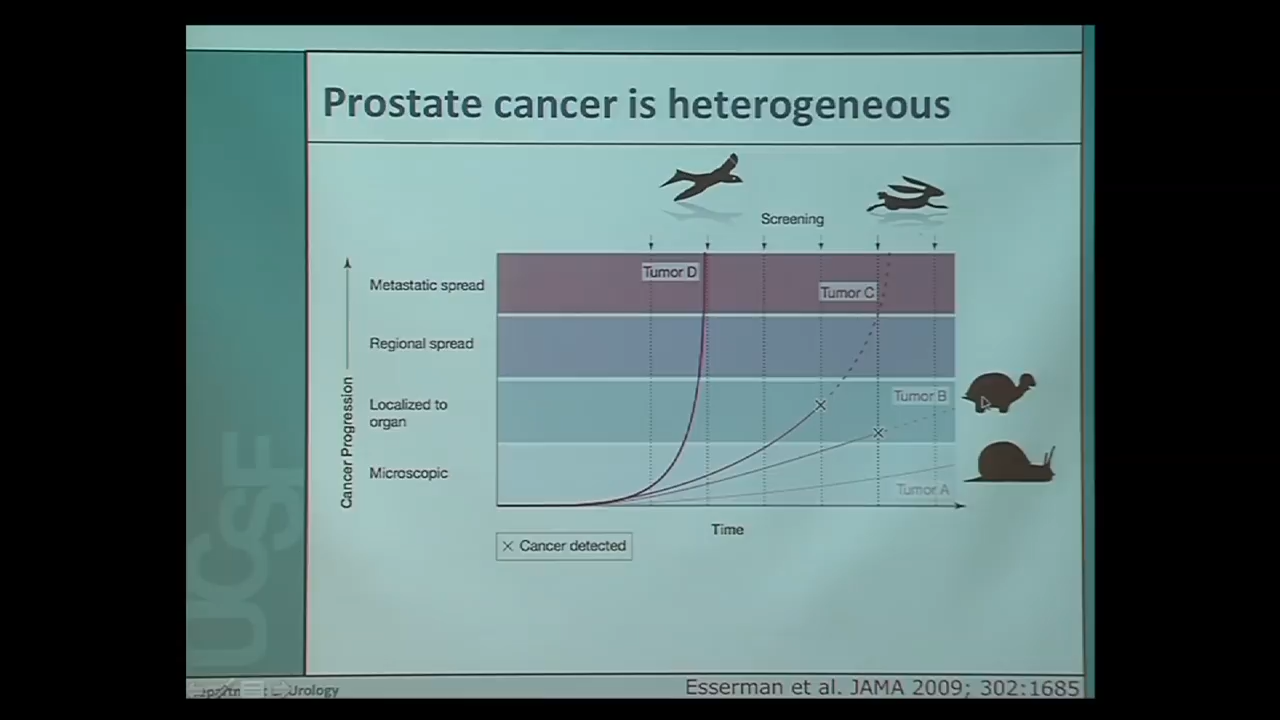 Prostate cancer is heterogeneous
Screening
Tumor D
Metastatic spread
Tumor C
Regional spread
Tumor B
Localized to
organ
Microscopic
Tumor A
Cancer Progression
Time
× Cancer detected
UCSF
Urology
Esserman et al. JAMA 2009; 302:1685